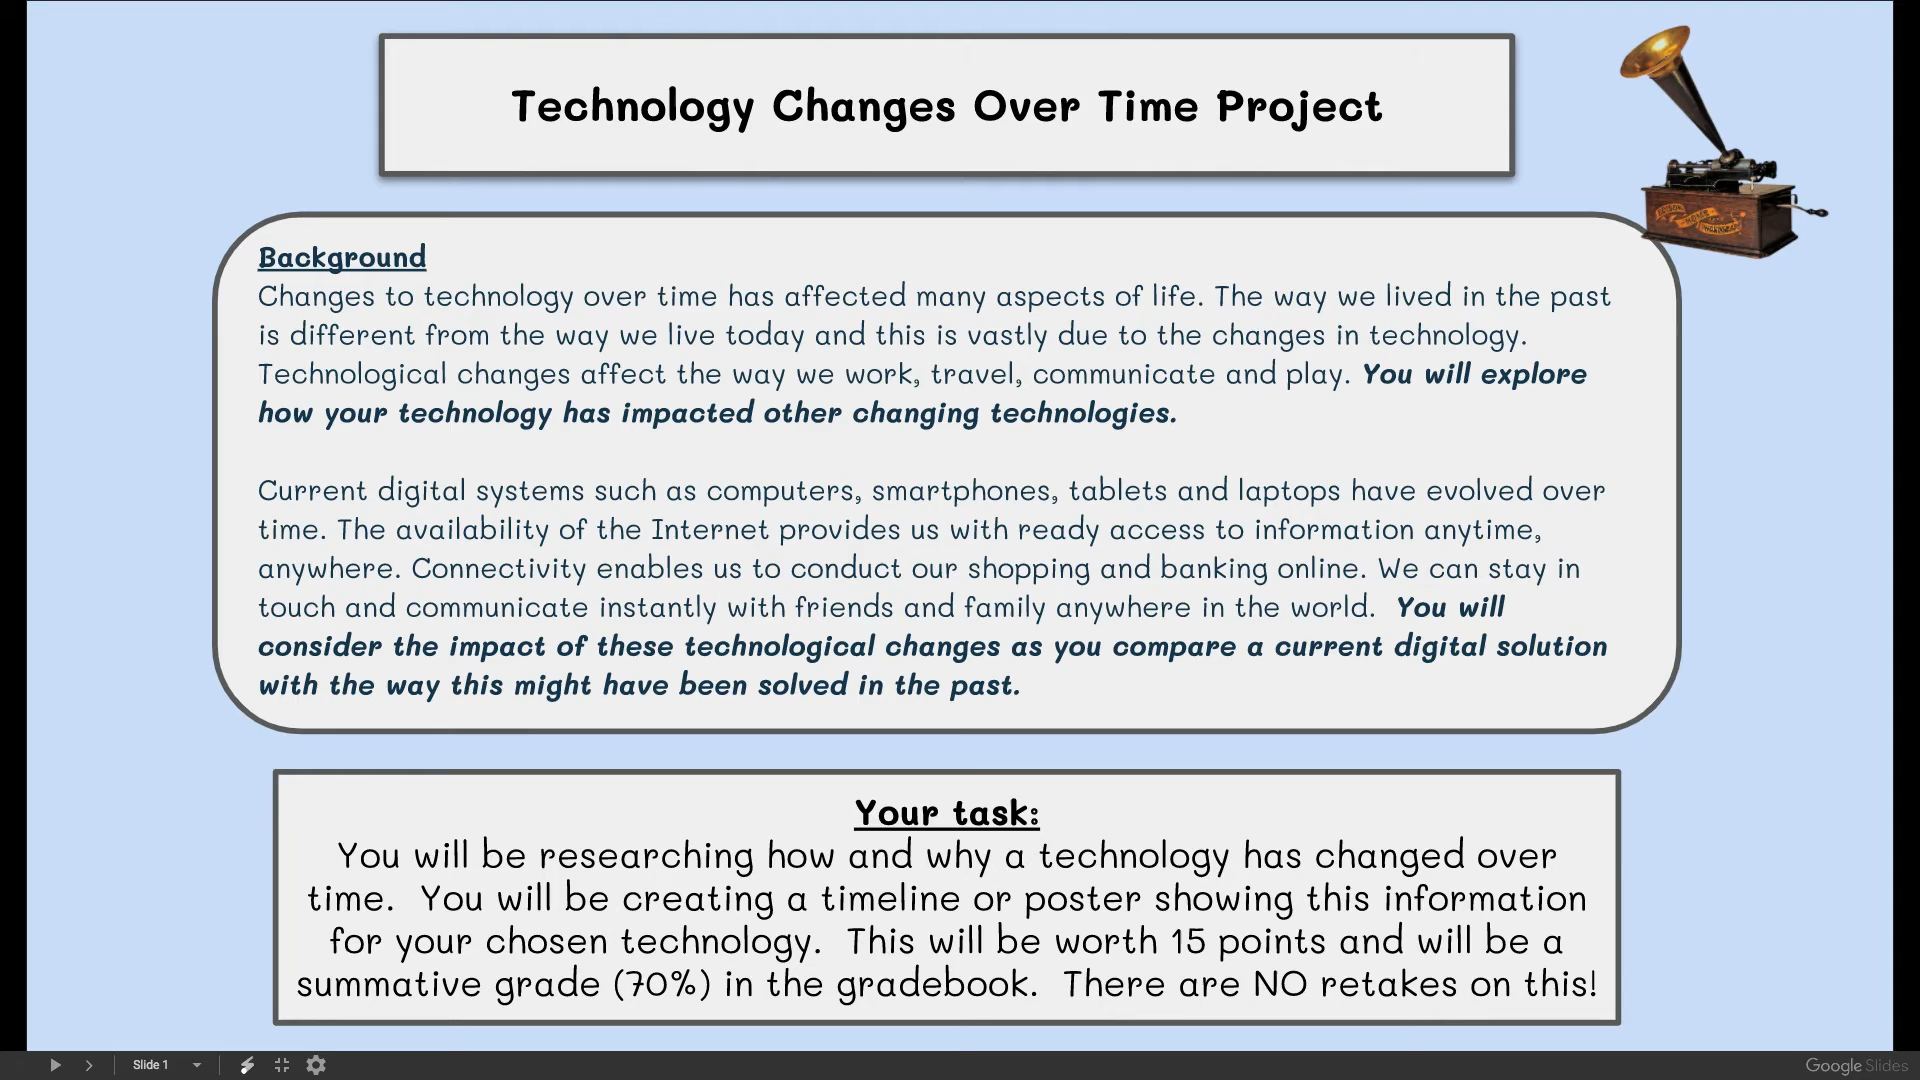 Technology Changes Over Time Project
Background
Changes to technology over time has affected many aspects of life. The way we lived in the past
is different from the way we live today and this is vastly due to the changes in technology.
Technological changes affect the way we work, travel, communicate and play. You will explore
how your technology has impacted other changing technologies.
Current digital systems such as computers, smartphones, tablets and laptops have evolved over
time. The availability of the Internet provides us with ready access to information anytime,
anywhere. Connectivity enables us to conduct our shopping and banking online. We can stay in
touch and communicate instantly with friends and family anywhere in the world.  You will
consider the impact of these technological changes as you compare a current digital solution
with the way this might have been solved in the past.
Your task:
You will be researching how and why a technology has changed over
time.  You will be creating a timeline or poster showing this information
for your chosen technology.  This will be worth 15 points and will be a
summative grade (70%) in the gradebook.  There are NO retakes on this!
Slide 1
Google Slides